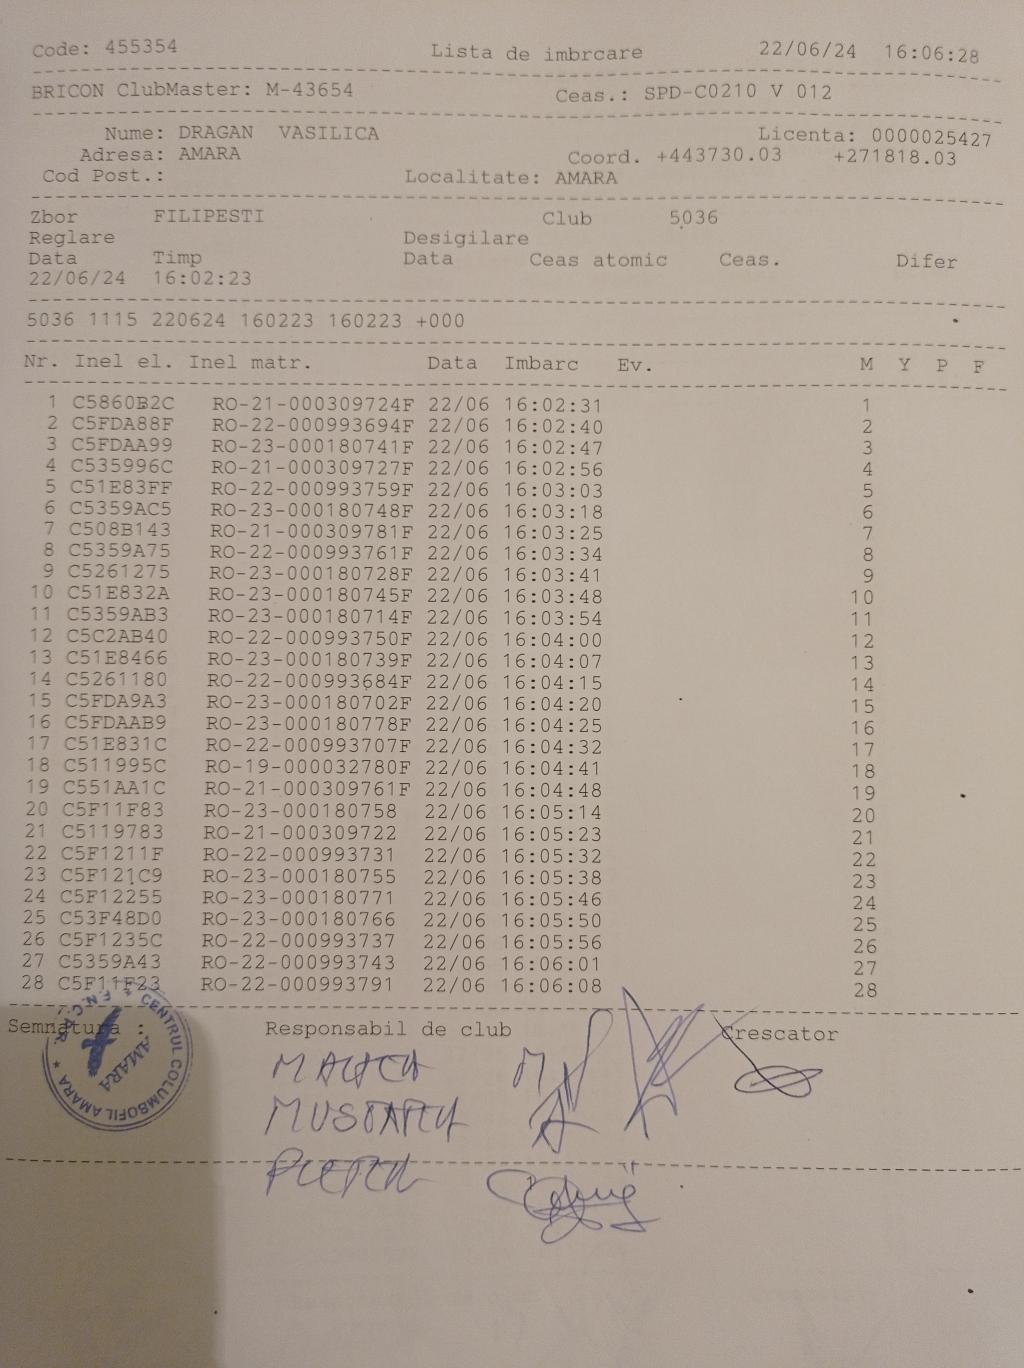 Code: 455354 Lista de imbrcare 22/06/24 16:06:28
BRICON ClubMaster: M-43654 Ceas.: SPD-C0210 V 012
Nume: DRAGAN VASILICA Licenta: 0000025427
Adresa: AMARA Coord. +443730.03 +271818.03
Cod Post.: Localitate: AMARA
Zbor FILIPESTI Club 5036
Reglare Desigilare
Data Timp Data Ceas atomic Ceas. Difer
22/06/24 16:02:23
5036 1115 220624 160223 160223 +000
Nr. Inel el. Inel matr. Data Imbarc Ev. M Y P F
1 C5860B2C RO-21-000309724F 22/06 16:02:31 1
2 C5FDA88F RO-22-000993694F 22/06 16:02:40 2
3 C5FDAA99 RO-23-000180741F 22/06 16:02:47 3
4 C535996C RO-21-000309727F 22/06 16:02:56 4
5 C51E83FF RO-22-000993759F 22/06 16:03:03 5
6 C5359AC5 RO-23-000180748F 22/06 16:03:18 6
7 C508B143 RO-21-000309781F 22/06 16:03:25 7
8 C5359A75 RO-22-000993761F 22/06 16:03:34 8
9 C5261275 RO-23-000180728F 22/06 16:03:41 9
10 C51E832A RO-23-000180745F 22/06 16:03:48 10
11 C5359AB3 RO-23-000180714F 22/06 16:03:54 11
12 C5C2AB40 RO-22-000993750F 22/06 16:04:00 12
13 C51E8466 RO-23-000180739F 22/06 16:04:07 13
14 C5261180 RO-22-000993684F 22/06 16:04:15 14
15 C5FDA9A3 RO-23-000180702F 22/06 16:04:20 15
16 C5FDAAB9 RO-23-000180778F 22/06 16:04:25 16
17 C51E831C RO-22-000993707F 22/06 16:04:32 17
18 C511995C RO-19-000032780F 22/06 16:04:41 18
19 C551AA1C RO-21-000309761F 22/06 16:04:48 19
20 C5F11F83 RO-23-000180758 22/06 16:05:14 20
21 C5119783 RO-21-000309722 22/06 16:05:23 21
22 C5F1211F RO-22-000993731 22/06 16:05:32 22
23 C5F121C9 RO-23-000180755 22/06 16:05:38 23
24 C5F12255 RO-23-000180771 22/06 16:05:46 24
25 C53F48D0 RO-23-000180766 22/06 16:05:50 25
26 C5F1235C RO-22-000993737 22/06 16:05:56 26
27 C5359A43 RO-22-000993743 22/06 16:06:01 27
28 C5F11F23 RO-22-000993791 22/06 16:06:08 28
Semnatura : Responsabil de club Crescator
F.N.C.P.R. * CENTRUL COLUMBOFIL AMARA *
AMARA